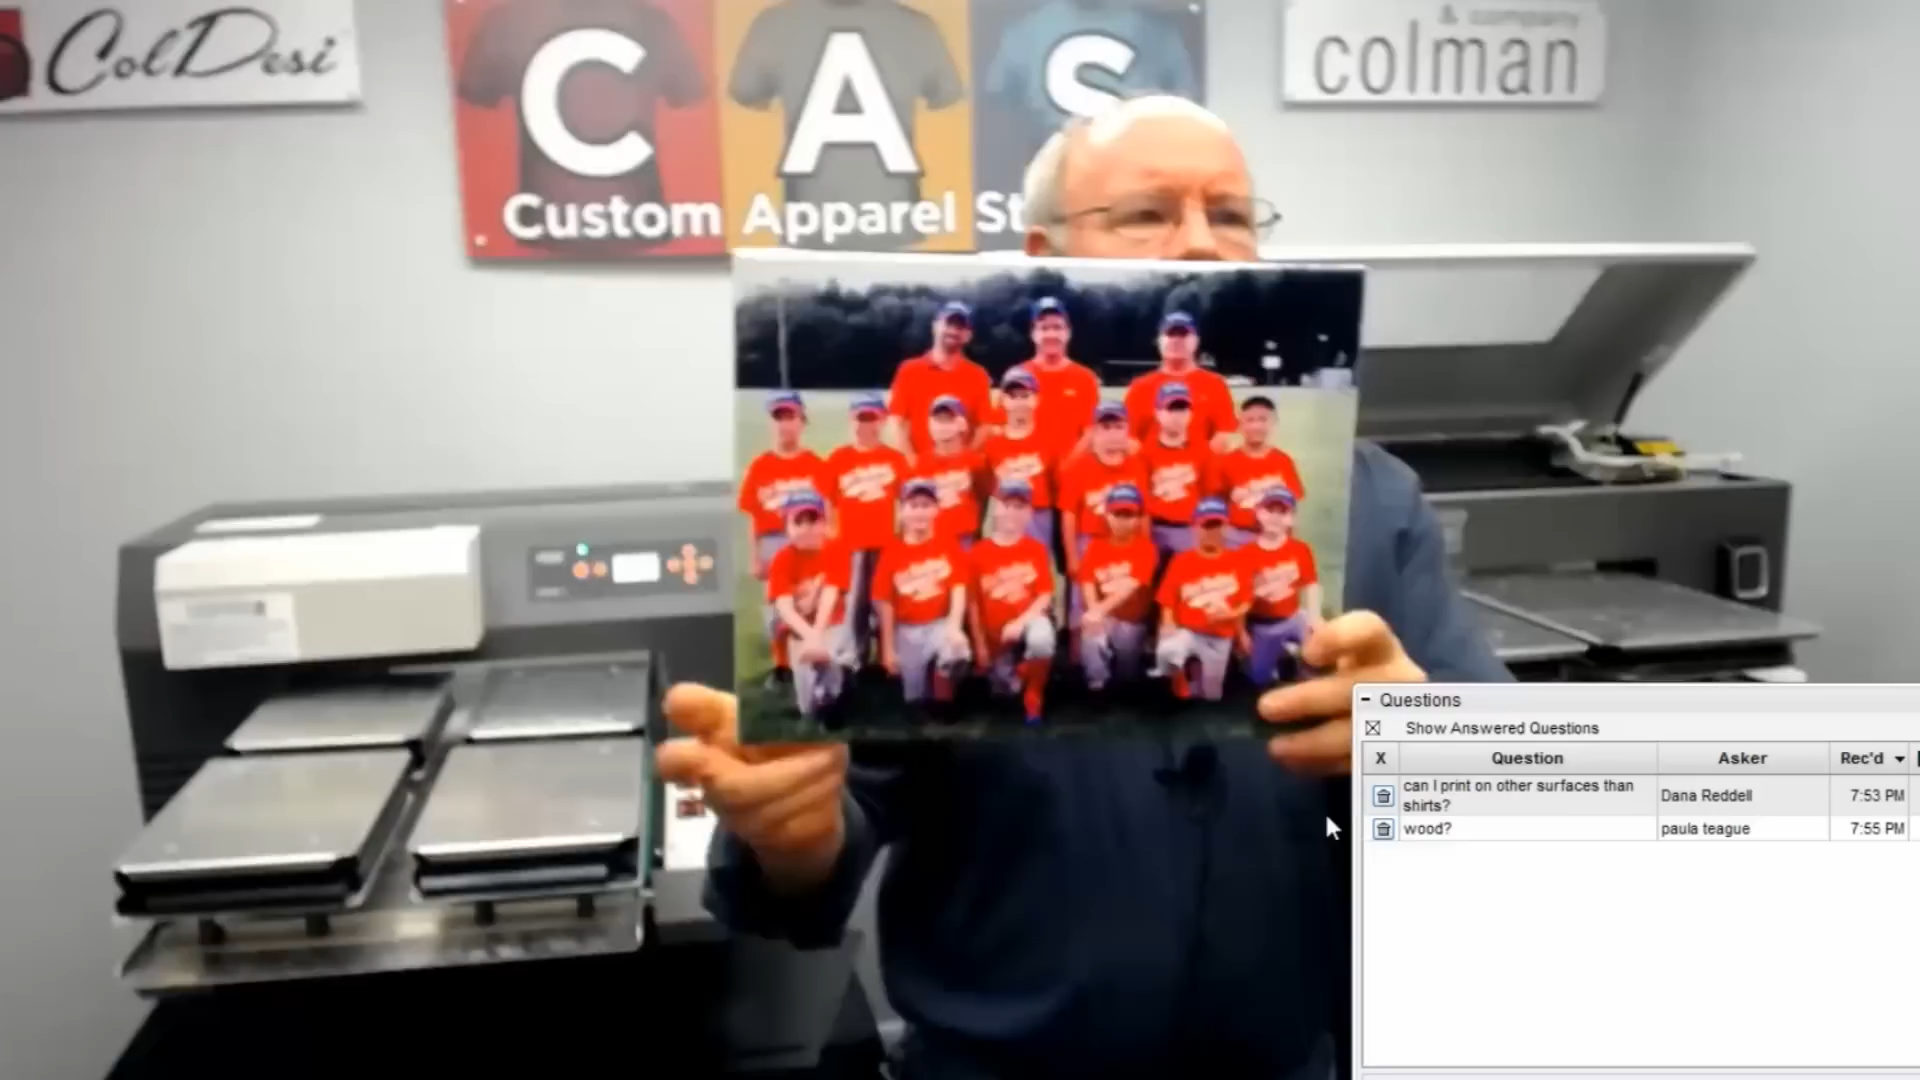 ColDesi
C A S
Custom Apparel St
& company
colman
Questions
Show Answered Questions
X Question Asker Rec'd
can I print on other surfaces than
shirts? Dana Reddell 7:53 PM
wood? paula teague 7:55 PM